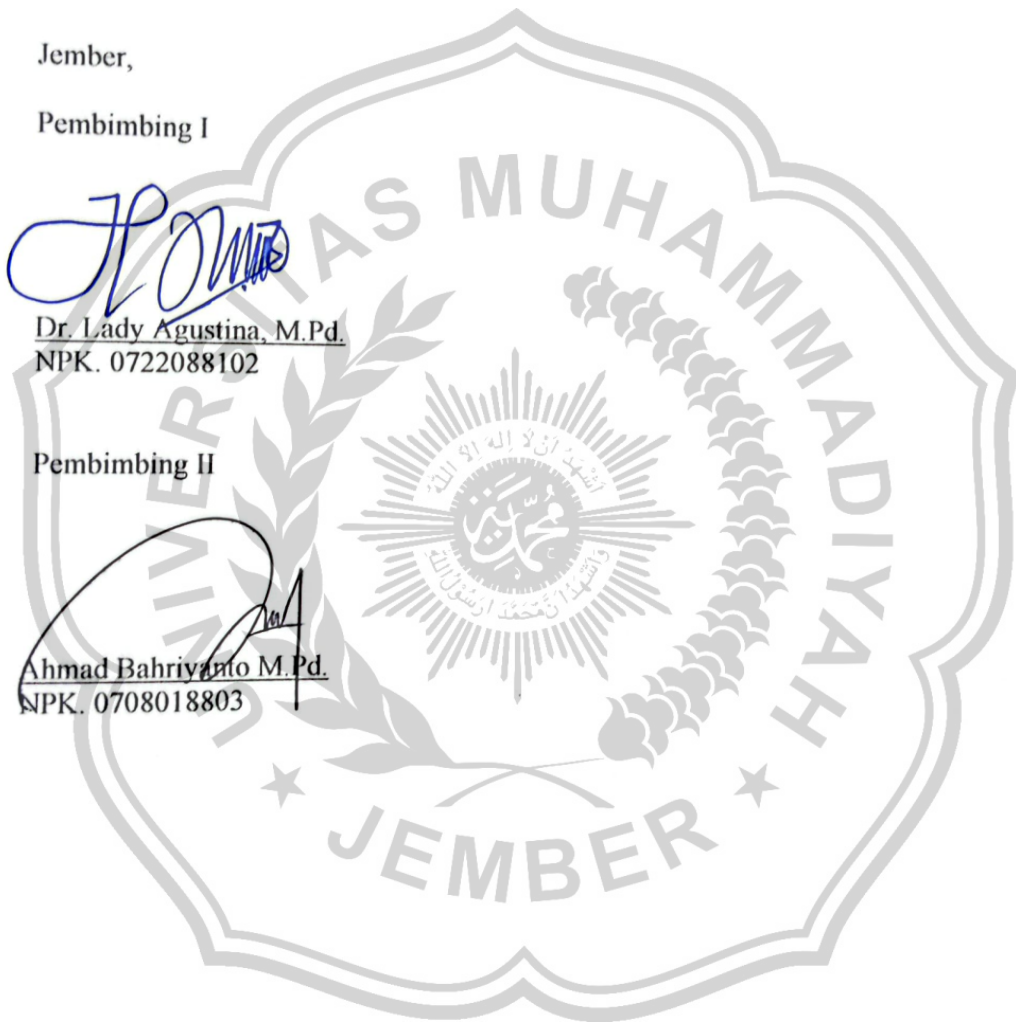 Jember,
Pembimbing I
Dr. Lady Agustina, M.Pd.
NPK. 0722088102
Pembimbing II
Ahmad Bahriyanto M.Pd.
NPK. 0708018803
UNIVERSITAS MUHAMMADIYAH
JEMBER